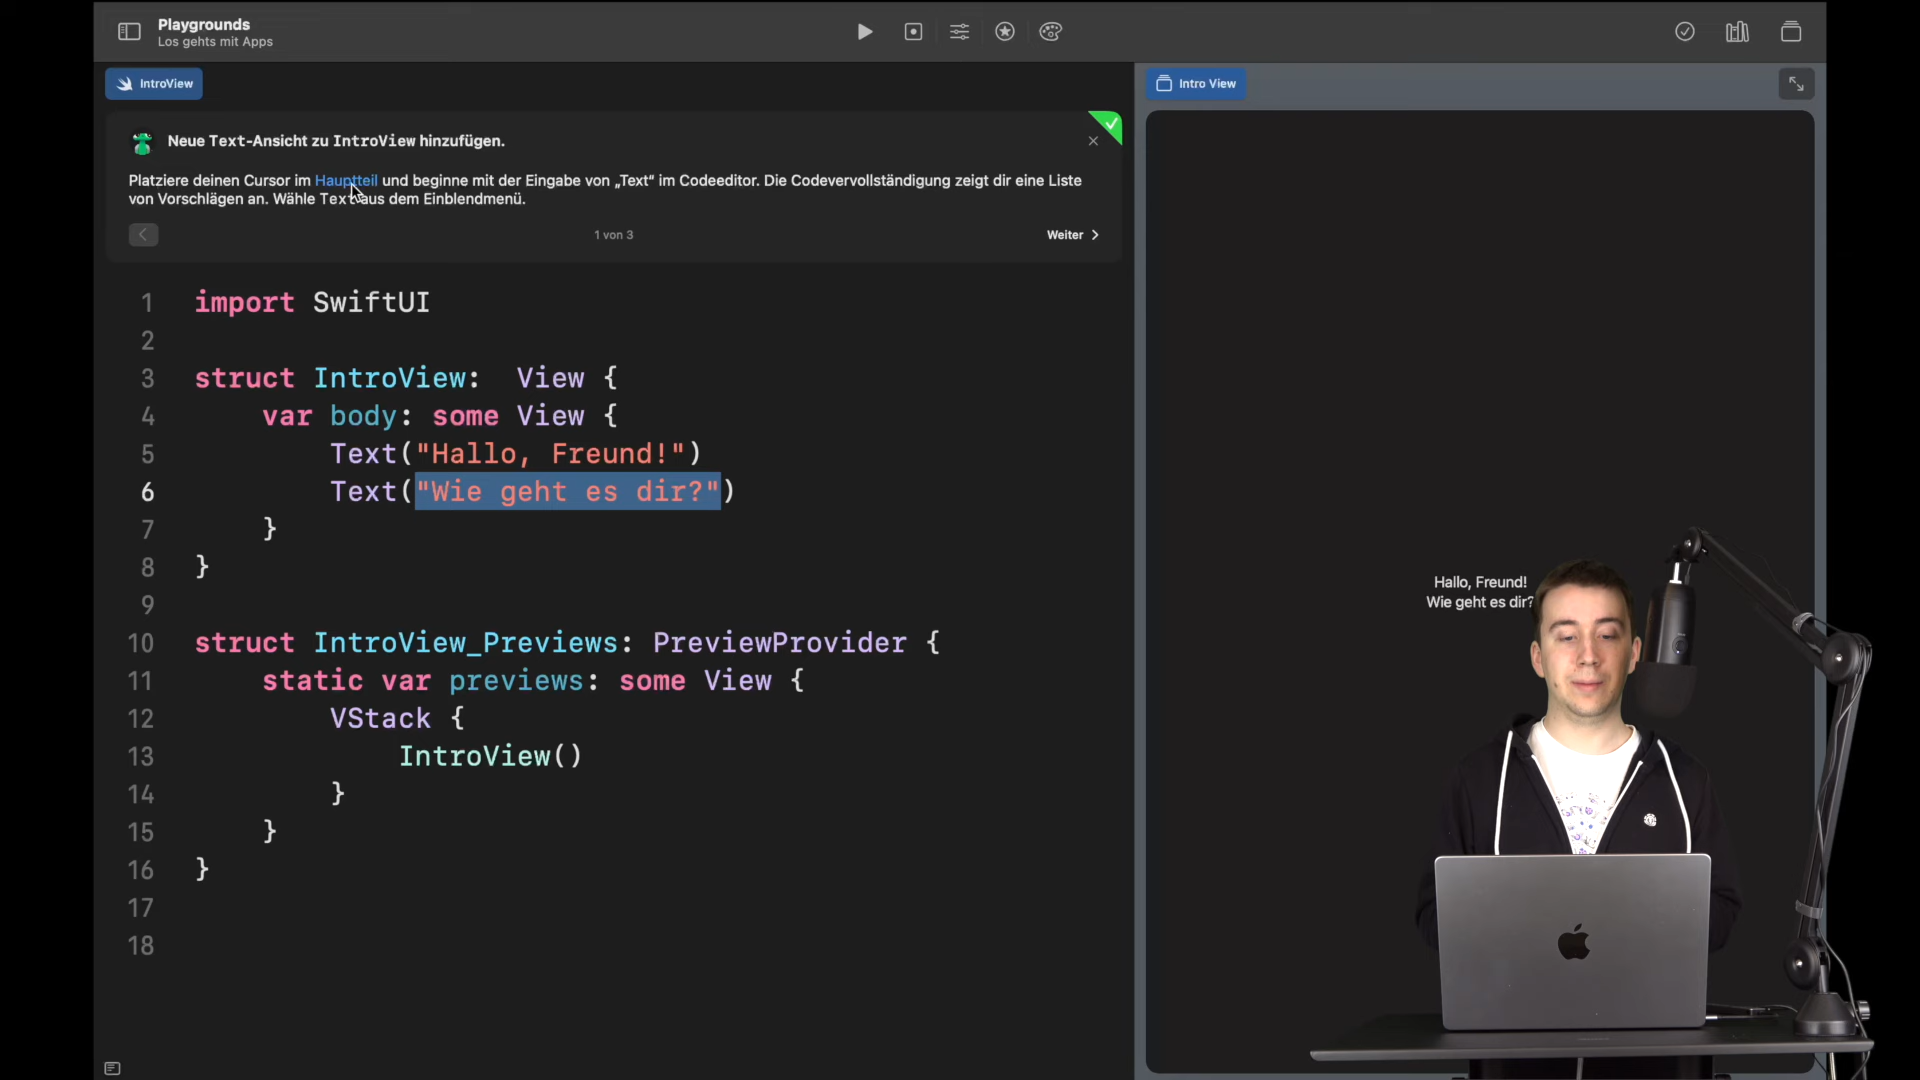 Playgrounds
Los gehts mit Apps
IntroView
Neue Text-Ansicht zu IntroView hinzufügen.
Platziere deinen Cursor im Hauptteil und beginne mit der Eingabe von „Text“ im Codeeditor. Die Codevervollständigung zeigt dir eine Liste
von Vorschlägen an. Wähle Text aus dem Einblendmenü.
1 von 3
Weiter
1 import SwiftUI
2
3 struct IntroView: View {
4 var body: some View {
5 Text("Hallo, Freund!")
6 Text("Wie geht es dir?")
7 }
8 }
9
10 struct IntroView_Previews: PreviewProvider {
11 static var previews: some View {
12 VStack {
13 IntroView()
14 }
15 }
16 }
17
18
Intro View
Hallo, Freund!
Wie geht es dir?